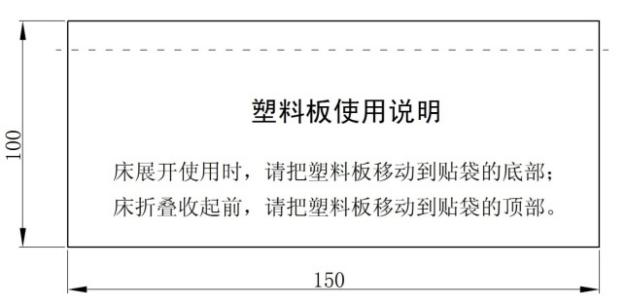 100
塑料板使用说明
床展开使用时，请把塑料板移动到贴袋的底部；
床折叠收起前，请把塑料板移动到贴袋的顶部。
150